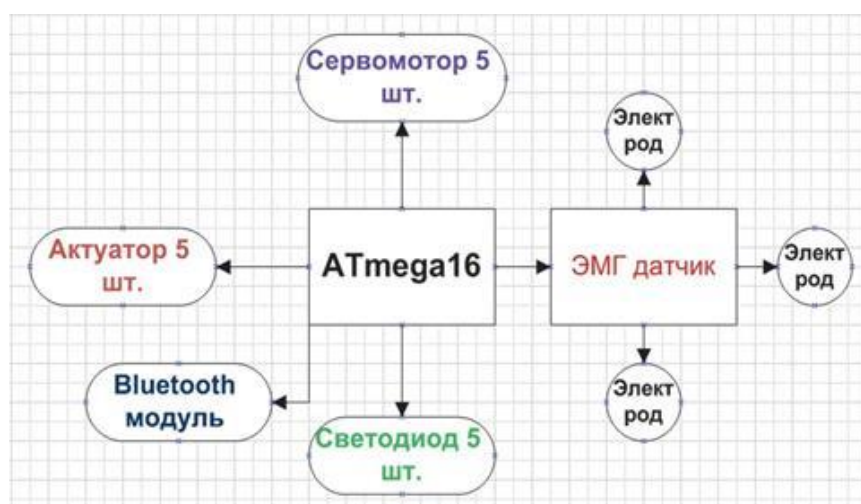 Сервомотор 5
шт.
Элект
род
Актуатор 5
шт.
ATmega16
ЭМГ датчик
Элект
род
Bluetooth
модуль
Светодиод 5
шт.
Элект
род